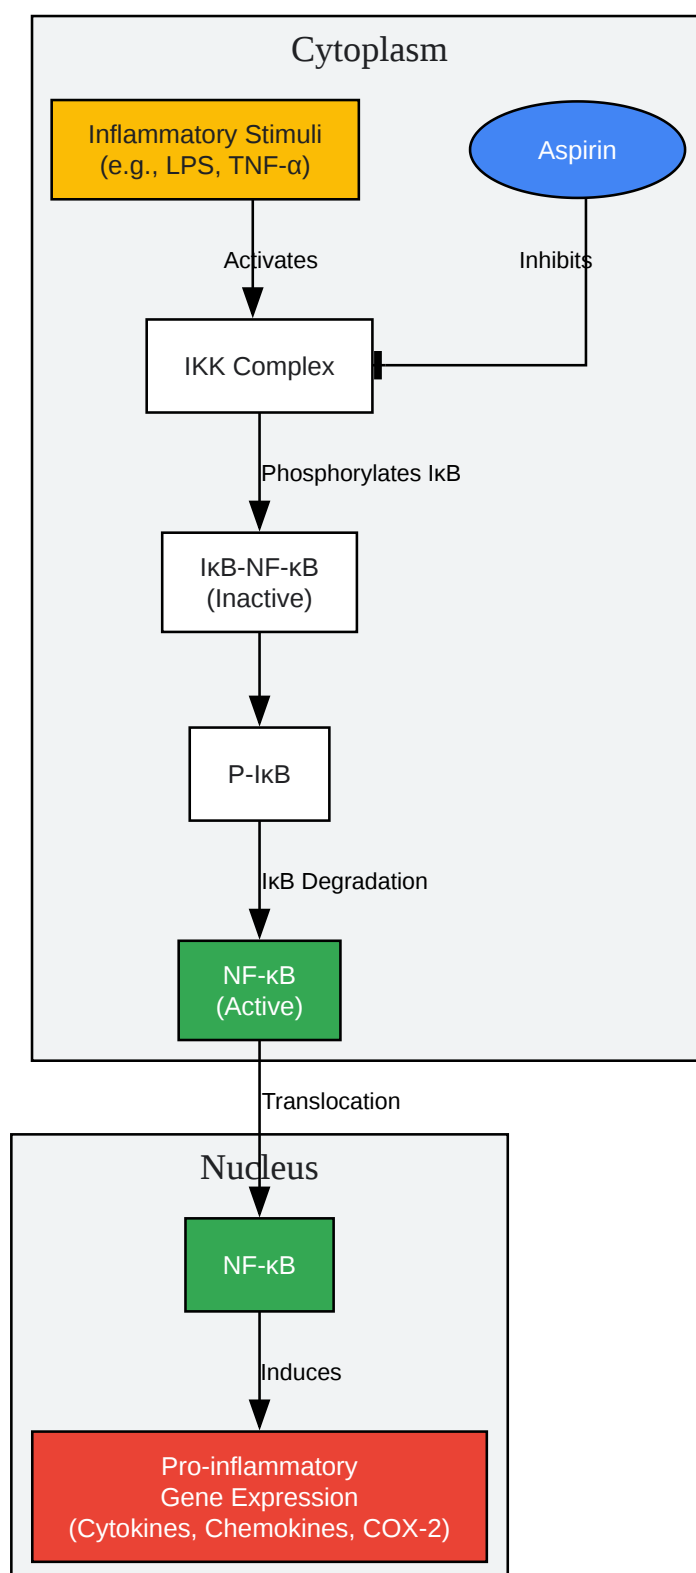 Cytoplasm
Inflammatory Stimuli
(e.g., LPS, TNF-α)
Aspirin
Activates
Inhibits
IKK Complex
Phosphorylates IκB
IκB-NF-κB
(Inactive)
P-IκB
IκB Degradation
NF-κB
(Active)
Translocation
Nucleus
NF-κB
Induces
Pro-inflammatory
Gene Expression
(Cytokines, Chemokines, COX-2)